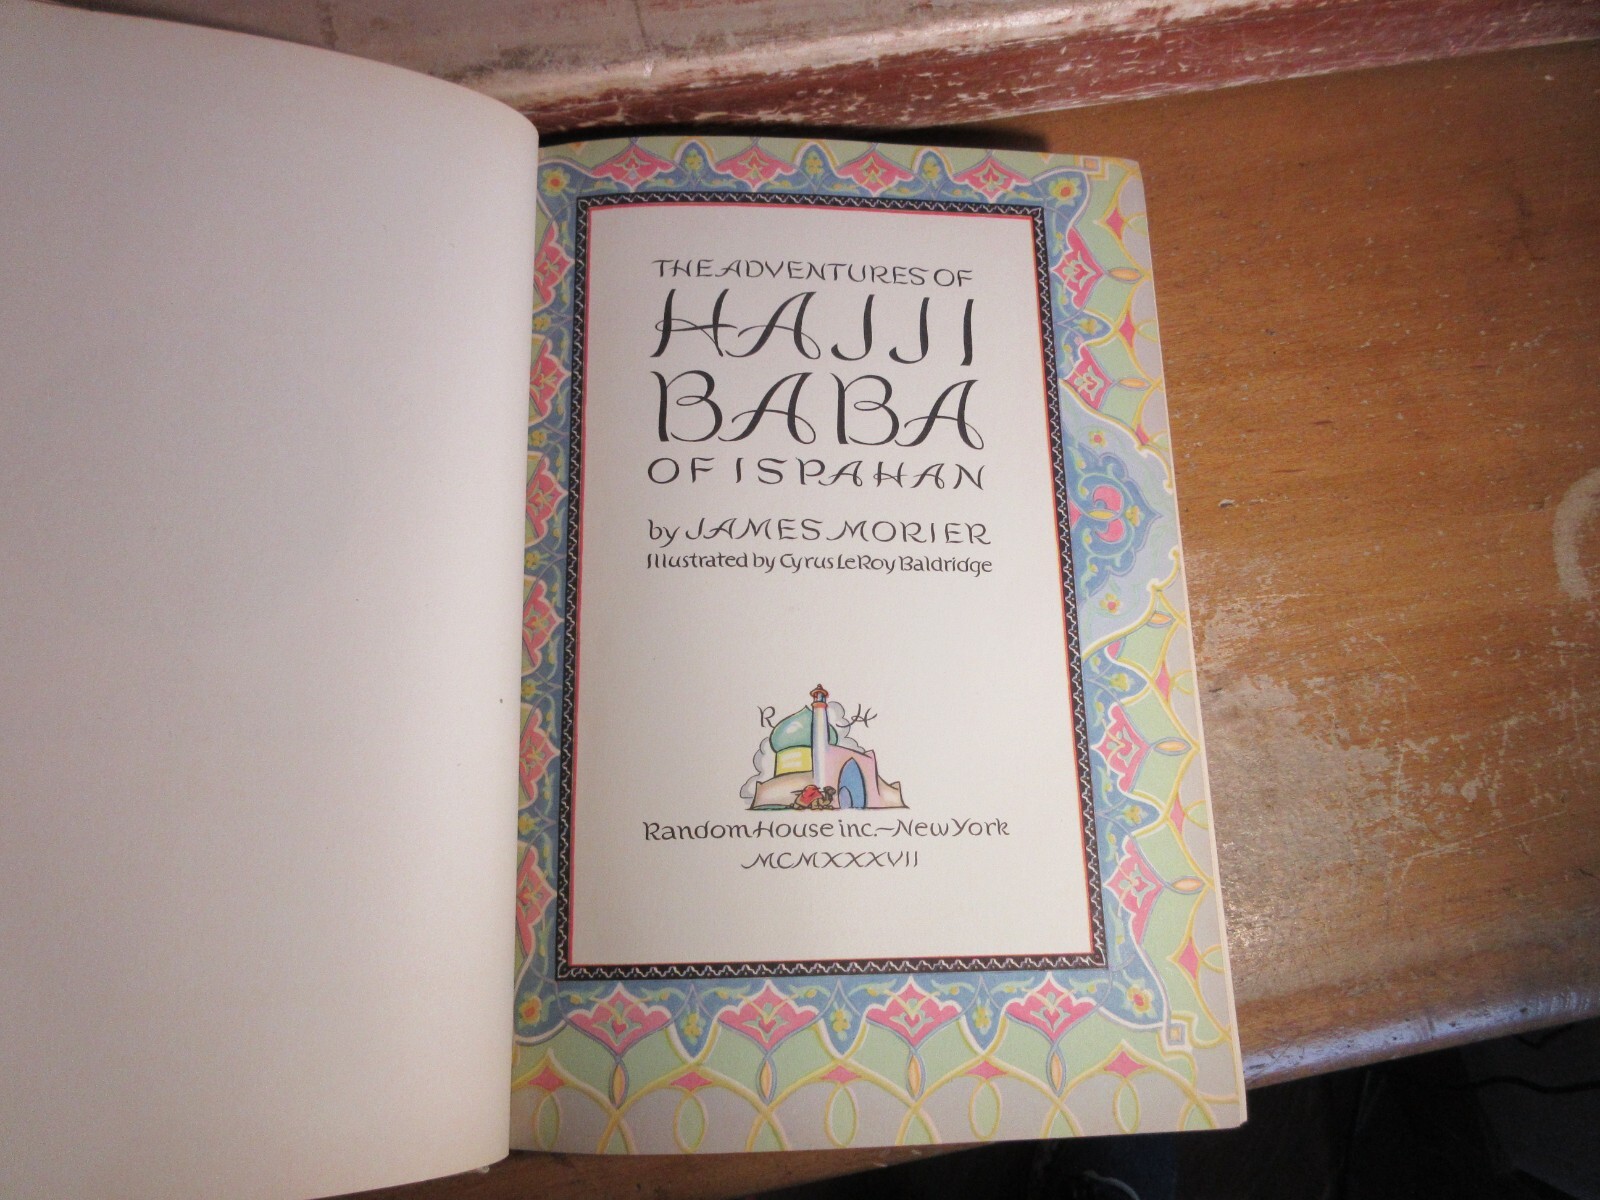 THE ADVENTURES OF
HAJJI
BABA
OF ISPAHAN
by JAMES MORIER
Illustrated by Cyrus LeRoy Baldridge
R H
Random House inc.~New York
MCMXXXVII